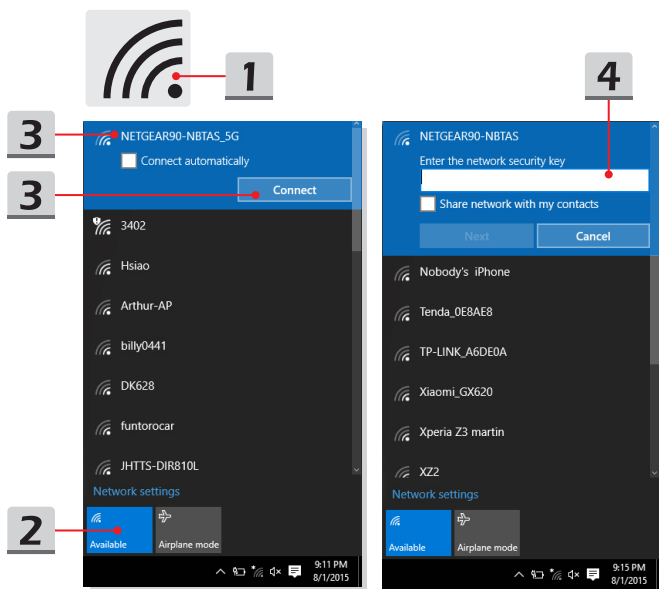 1
3
NETGEAR90-NBTAS_5G
Connect automatically
3
Connect
3402
Hsiao
Arthur-AP
billy0441
DK628
funtorocar
JHTTS-DIR810L
Network settings
2
Available
Airplane mode
9:11 PM
8/1/2015
4
NETGEAR90-NBTAS
Enter the network security key
Share network with my contacts
Next
Cancel
Nobody's iPhone
Tenda_0E8AE8
TP-LINK_A6DE0A
Xiaomi_GX620
Xperia Z3 martin
XZ2
Network settings
Available
Airplane mode
9:15 PM
8/1/2015